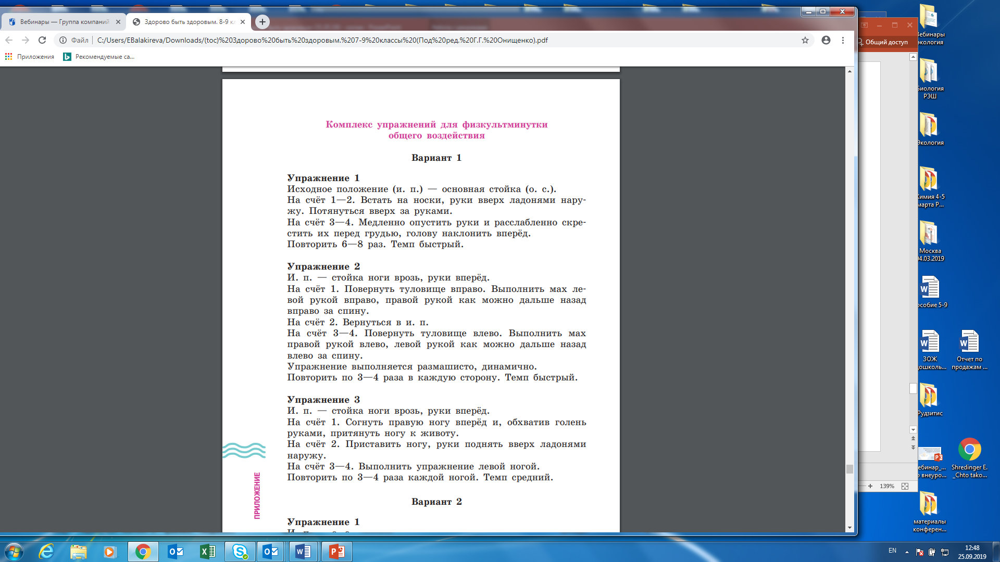 Вебинары — Группа компаний
Здорово быть здоровым. 8-9 кл
Файл
C:/Users/EBalakireva/Downloads/(toc)%203дорово%20быть%20здоровым.%207-9%20классы%20(Под%20ред.%20Г.Г.%20Онищенко).pdf
Приложения
Рекомендуемые са...
Общий доступ
Комплекс упражнений для физкультминутки
общего воздействия
Вариант 1
Упражнение 1
Исходное положение (и. п.) — основная стойка (о. с.).
На счёт 1—2. Встать на носки, руки вверх ладонями нару-
жу. Потянуться вверх за руками.
На счёт 3—4. Медленно опустить руки и расслабленно скре-
стить их перед грудью, голову наклонить вперёд.
Повторить 6—8 раз. Темп быстрый.
Упражнение 2
И. п. — стойка ноги врозь, руки вперёд.
На счёт 1. Повернуть туловище вправо. Выполнить мах ле-
вой рукой вправо, правой рукой как можно дальше назад
вправо за спину.
На счёт 2. Вернуться в и. п.
На счёт 3—4. Повернуть туловище влево. Выполнить мах
правой рукой влево, левой рукой как можно дальше назад
влево за спину.
Упражнение выполняется размашисто, динамично.
Повторить по 3—4 раза в каждую сторону. Темп быстрый.
Упражнение 3
И. п. — стойка ноги врозь, руки вперёд.
На счёт 1. Согнуть правую ногу вперёд и, обхватив голень
руками, притянуть ногу к животу.
На счёт 2. Приставить ногу, руки поднять вверх ладонями
наружу.
На счёт 3—4. Выполнить упражнение левой ногой.
Повторить по 3—4 раза каждой ногой. Темп средний.
Вариант 2
Упражнение 1
ПРИЛОЖЕНИЕ
Вебинары
экология
Биология
РЭШ
Экология
Химия 4-5
марта Р...
Москва
04.03.2019
особие 5-9
ЗОЖ
дошколь...
Отчет по
продажам ...
Рудзитис
ебинар_...
о внеуро...
Shredinger E.
_Chto tako...
материалы
конферен...
139%
EN
12:48
25.09.2019